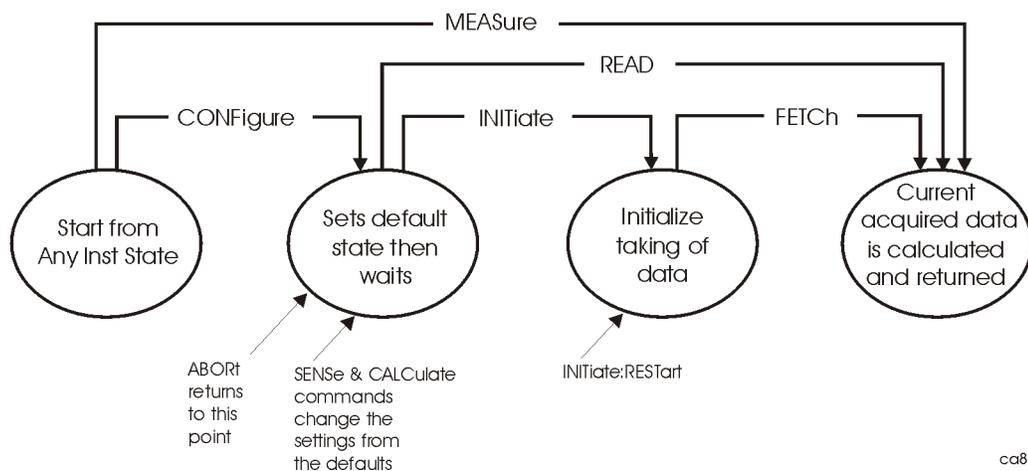 MEASure
READ
CONFigure
INITiate
FETCh
Start from
Any Inst State
Sets default
state then
waits
Initialize
taking of
data
Current
acquired data
is calculated
and returned
ABORt
returns
to this
point
SENSe & CALCulate
commands
change the
settings from
the defaults
INITiate:RESTart
ca8